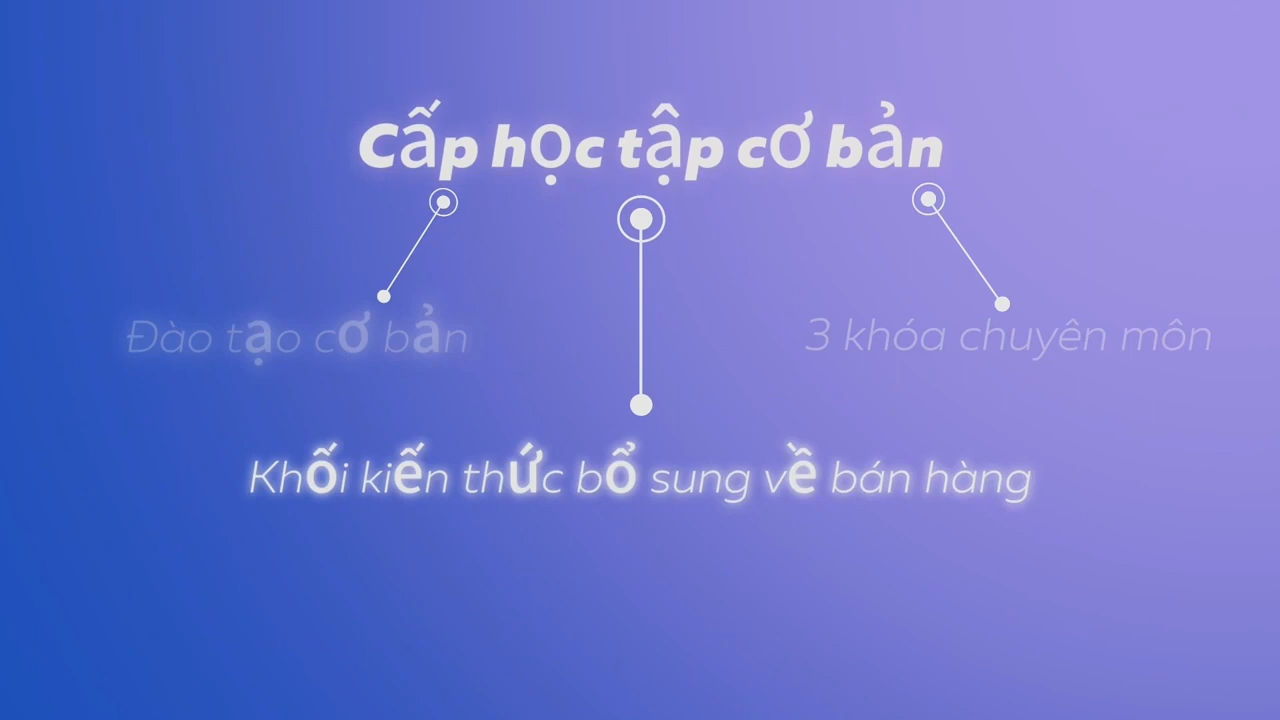 Cấp học tập cơ bản
Đào tạo cơ bản
3 khóa chuyên môn
Khối kiến thức bổ sung về bán hàng